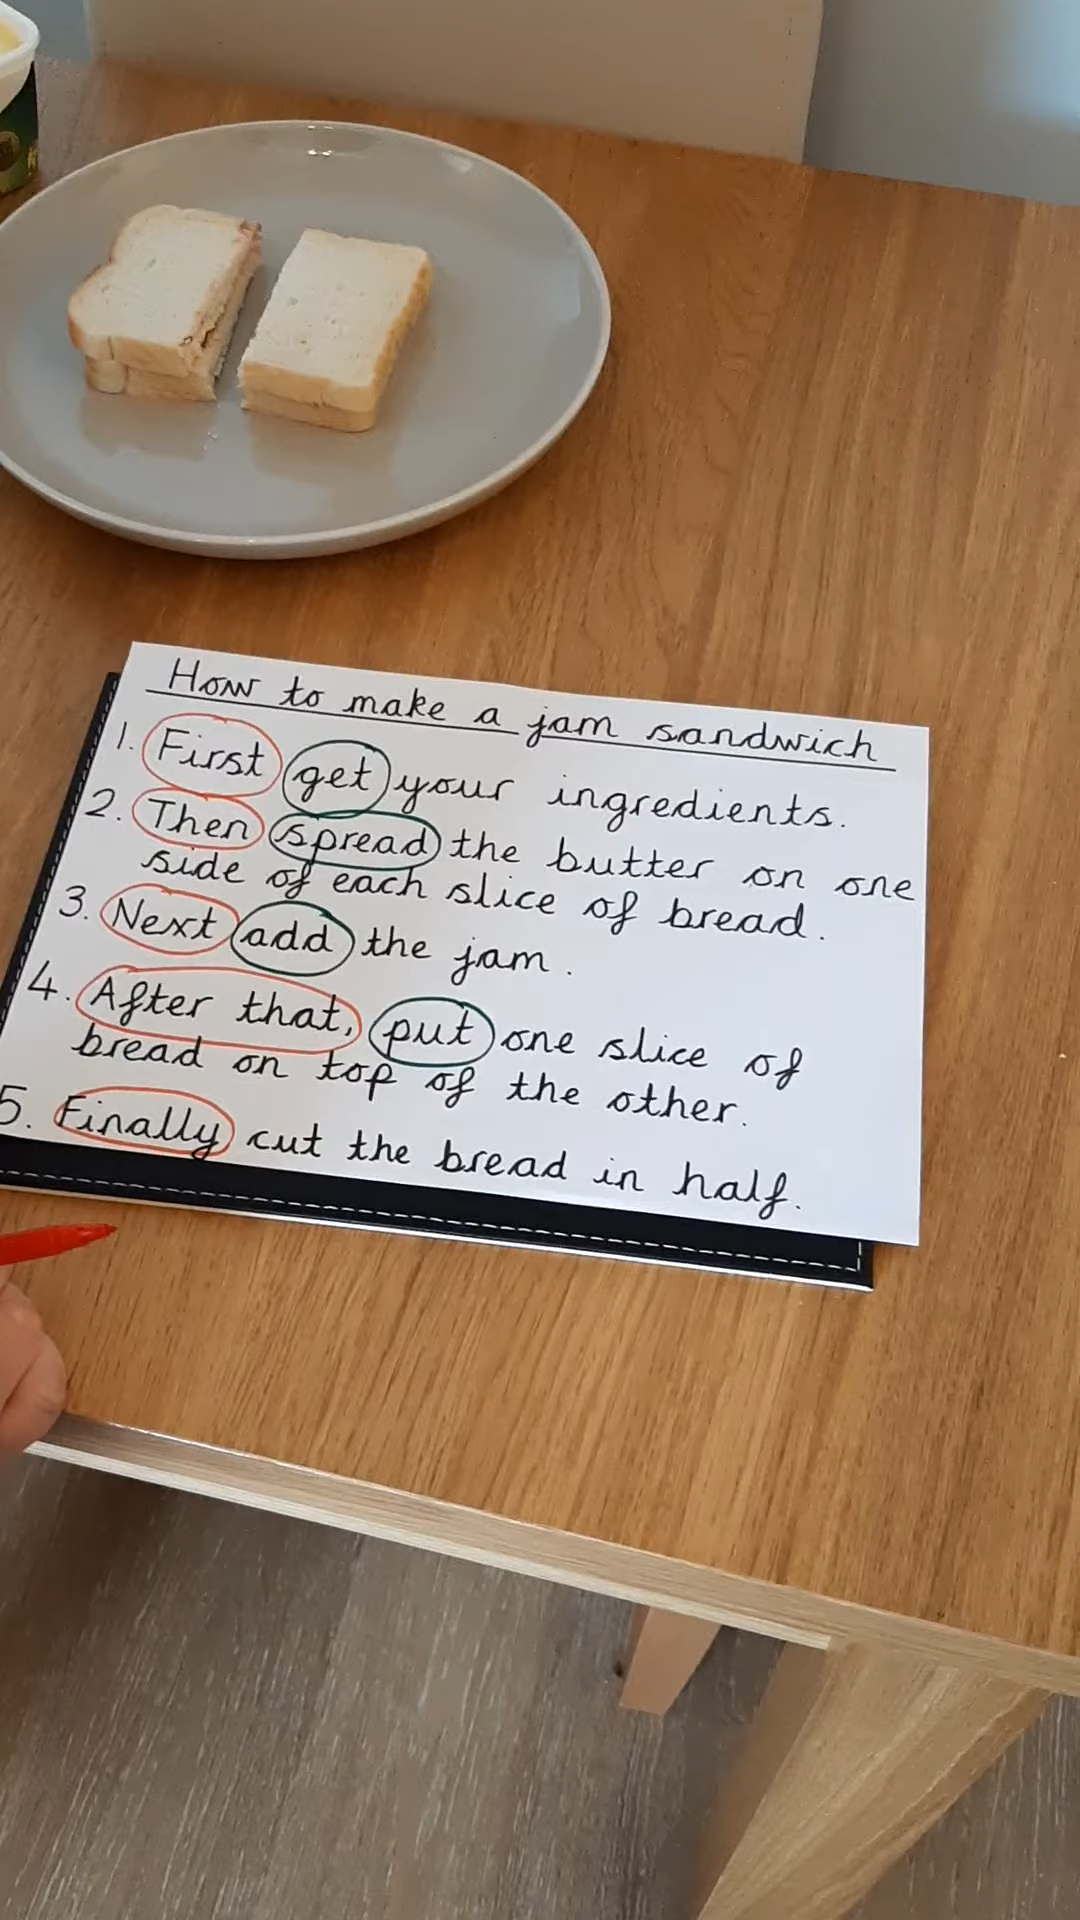 How to make a jam sandwich
1. First get your ingredients.
2. Then spread the butter on one
side of each slice of bread.
3. Next add the jam.
4. After that, put one slice of
bread on top of the other.
5. Finally cut the bread in half.